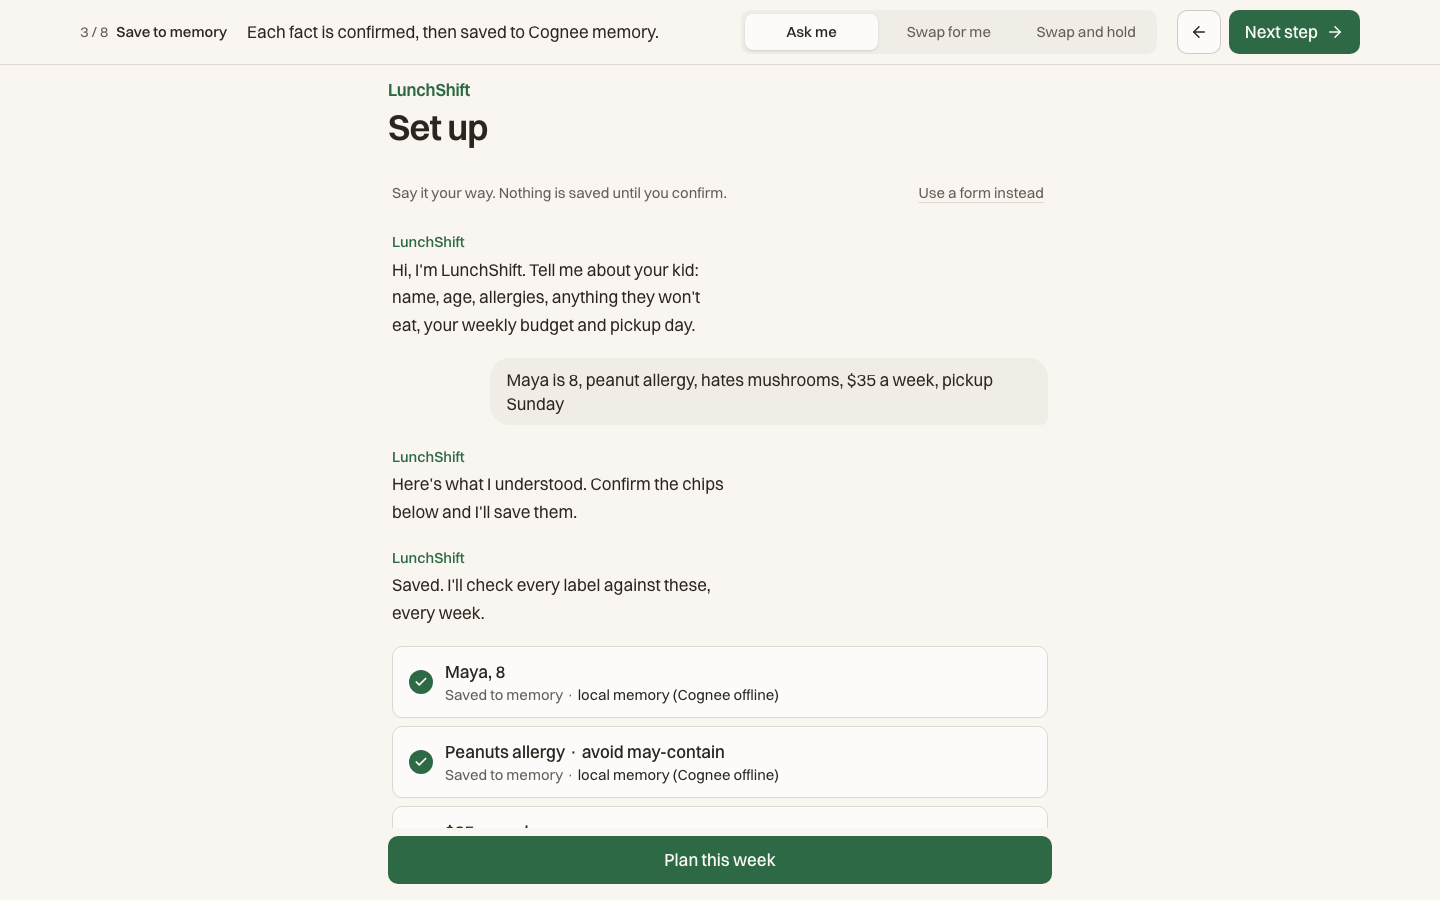 3 / 8 Save to memory Each fact is confirmed, then saved to Cognee memory. Ask me Swap for me Swap and hold Next step
LunchShift
Set up
Say it your way. Nothing is saved until you confirm. Use a form instead
LunchShift
Hi, I'm LunchShift. Tell me about your kid:
name, age, allergies, anything they won't
eat, your weekly budget and pickup day.
Maya is 8, peanut allergy, hates mushrooms, $35 a week, pickup
Sunday
LunchShift
Here's what I understood. Confirm the chips
below and I'll save them.
LunchShift
Saved. I'll check every label against these,
every week.
Maya, 8
Saved to memory · local memory (Cognee offline)
Peanuts allergy · avoid may-contain
Saved to memory · local memory (Cognee offline)
Plan this week